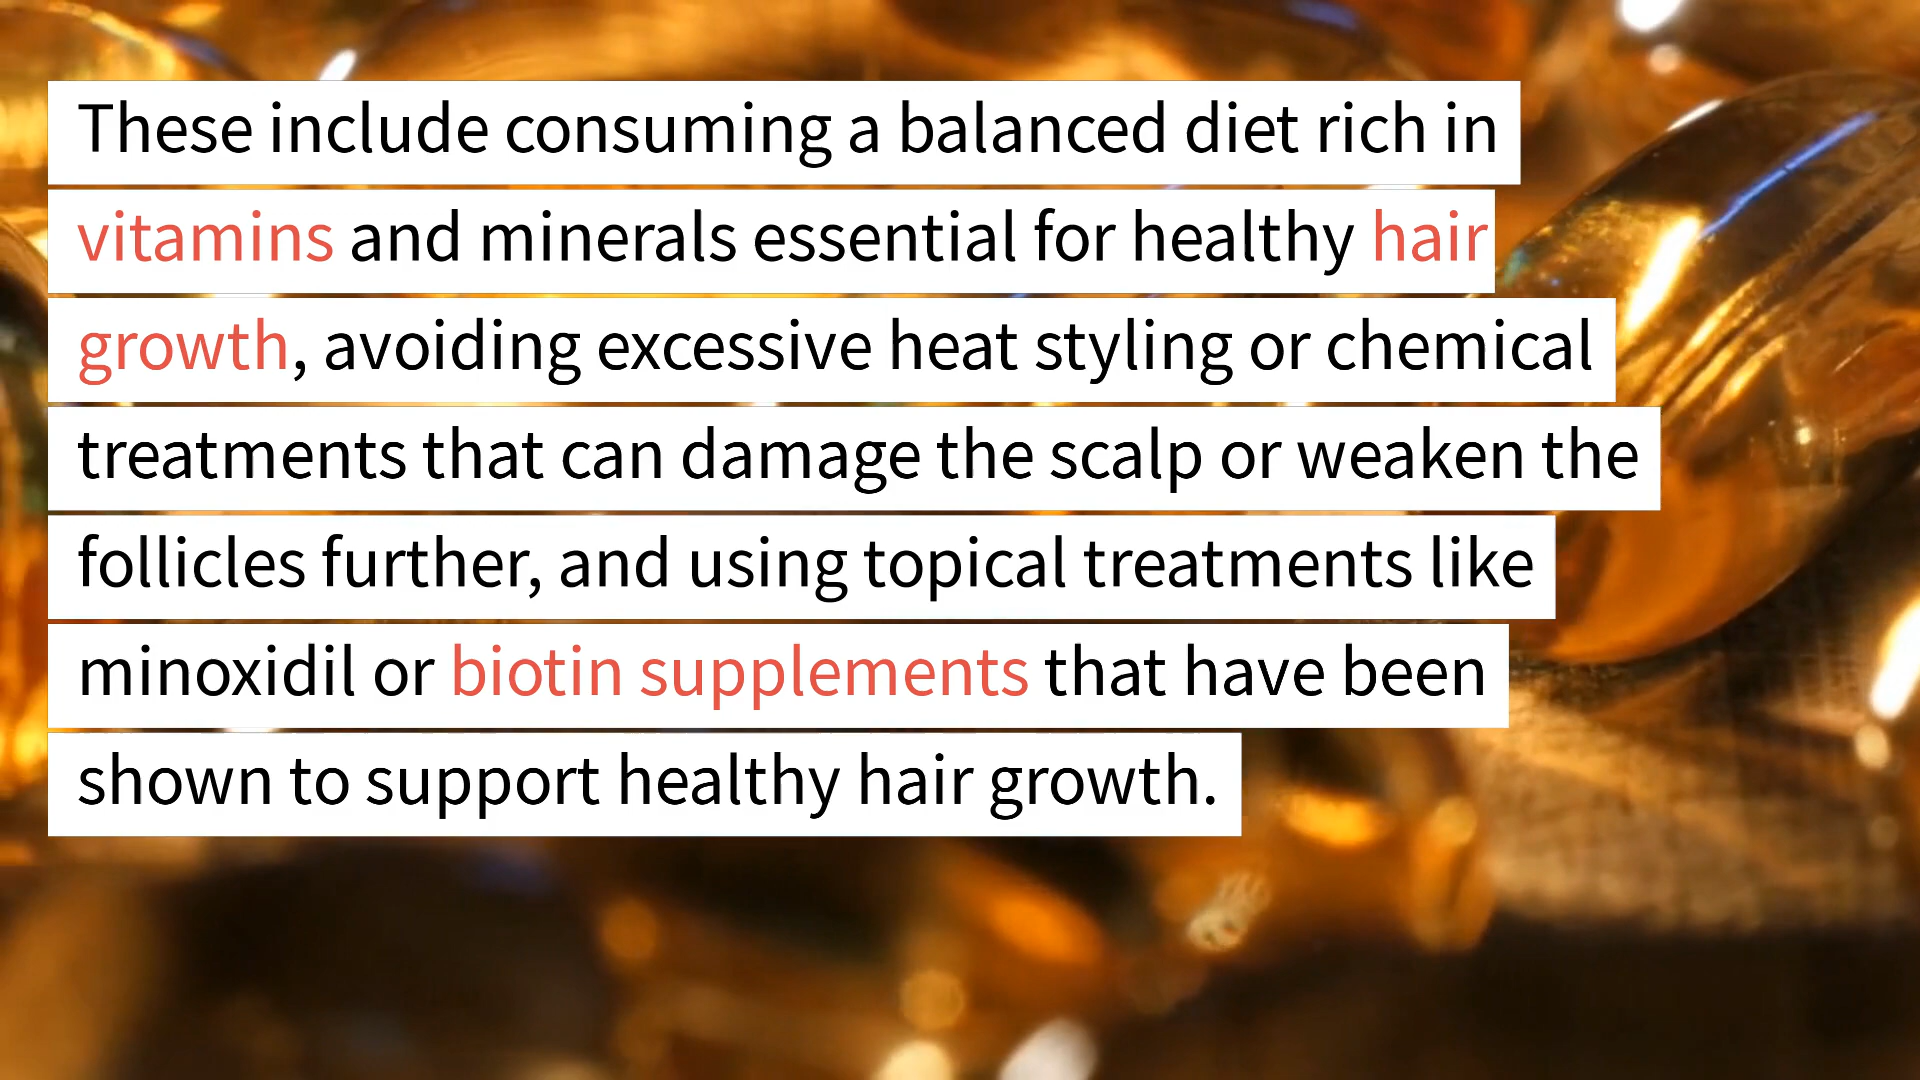 These include consuming a balanced diet rich in
vitamins and minerals essential for healthy hair
growth, avoiding excessive heat styling or chemical
treatments that can damage the scalp or weaken the
follicles further, and using topical treatments like
minoxidil or biotin supplements that have been
shown to support healthy hair growth.